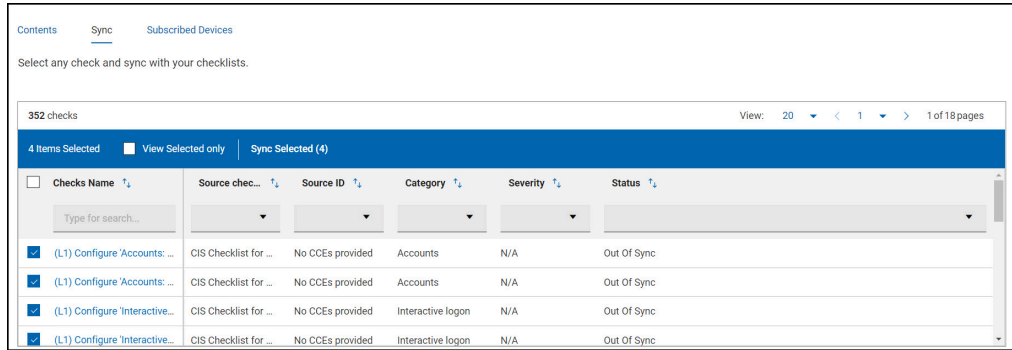 Contents Sync Subscribed Devices
Select any check and sync with your checklists.
352 checks View: 20 1 1 of 18 pages
4 Items Selected View Selected only Sync Selected (4)
Checks Name Source chec... Source ID Category Severity Status
Type for search...
(L1) Configure 'Accounts: ... CIS Checklist for ... No CCEs provided Accounts N/A Out Of Sync
(L1) Configure 'Accounts: ... CIS Checklist for ... No CCEs provided Accounts N/A Out Of Sync
(L1) Configure 'Interactive... CIS Checklist for ... No CCEs provided Interactive logon N/A Out Of Sync
(L1) Configure 'Interactive... CIS Checklist for ... No CCEs provided Interactive logon N/A Out Of Sync